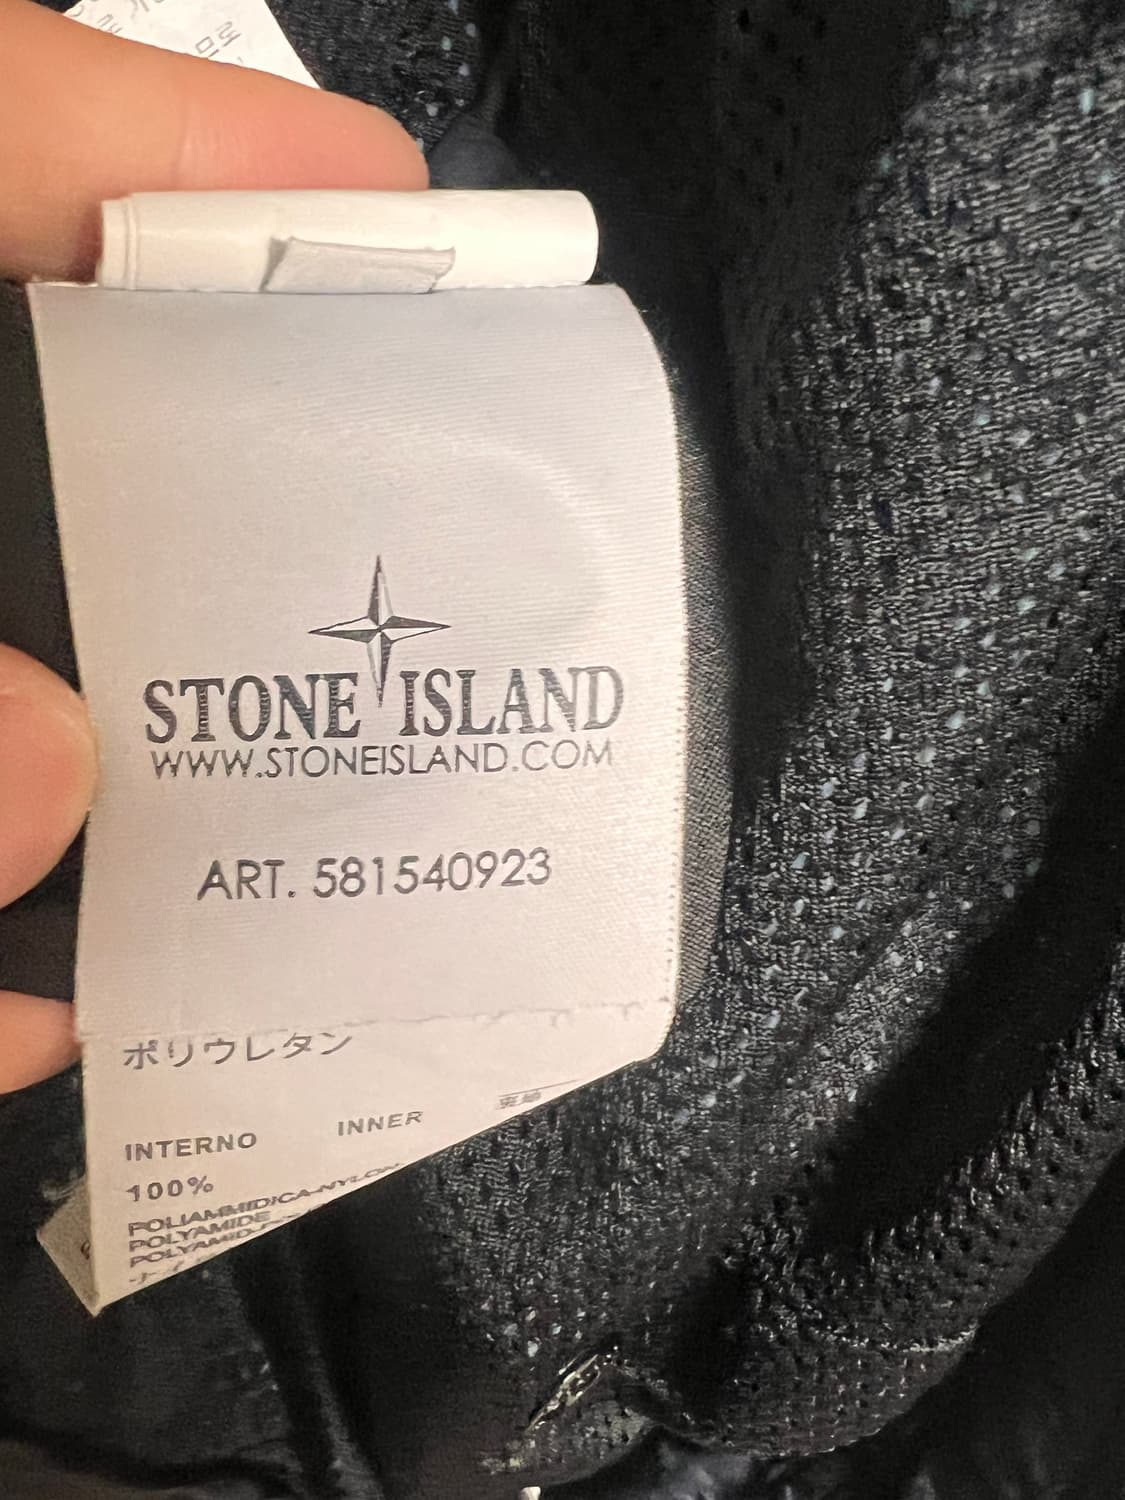 STONE ISLAND
WWW.STONEISLAND.COM
ART. 581540923
ポリウレタン
INTERNO INNER
100%
POLIAMMIDICA-NYLON
POLYAMIDE